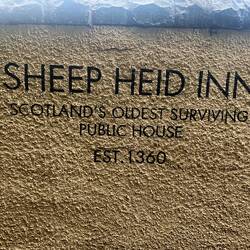 SHEEP HEID INN
SCOTLAND'S OLDEST SURVIVING
PUBLIC HOUSE
EST. 1360